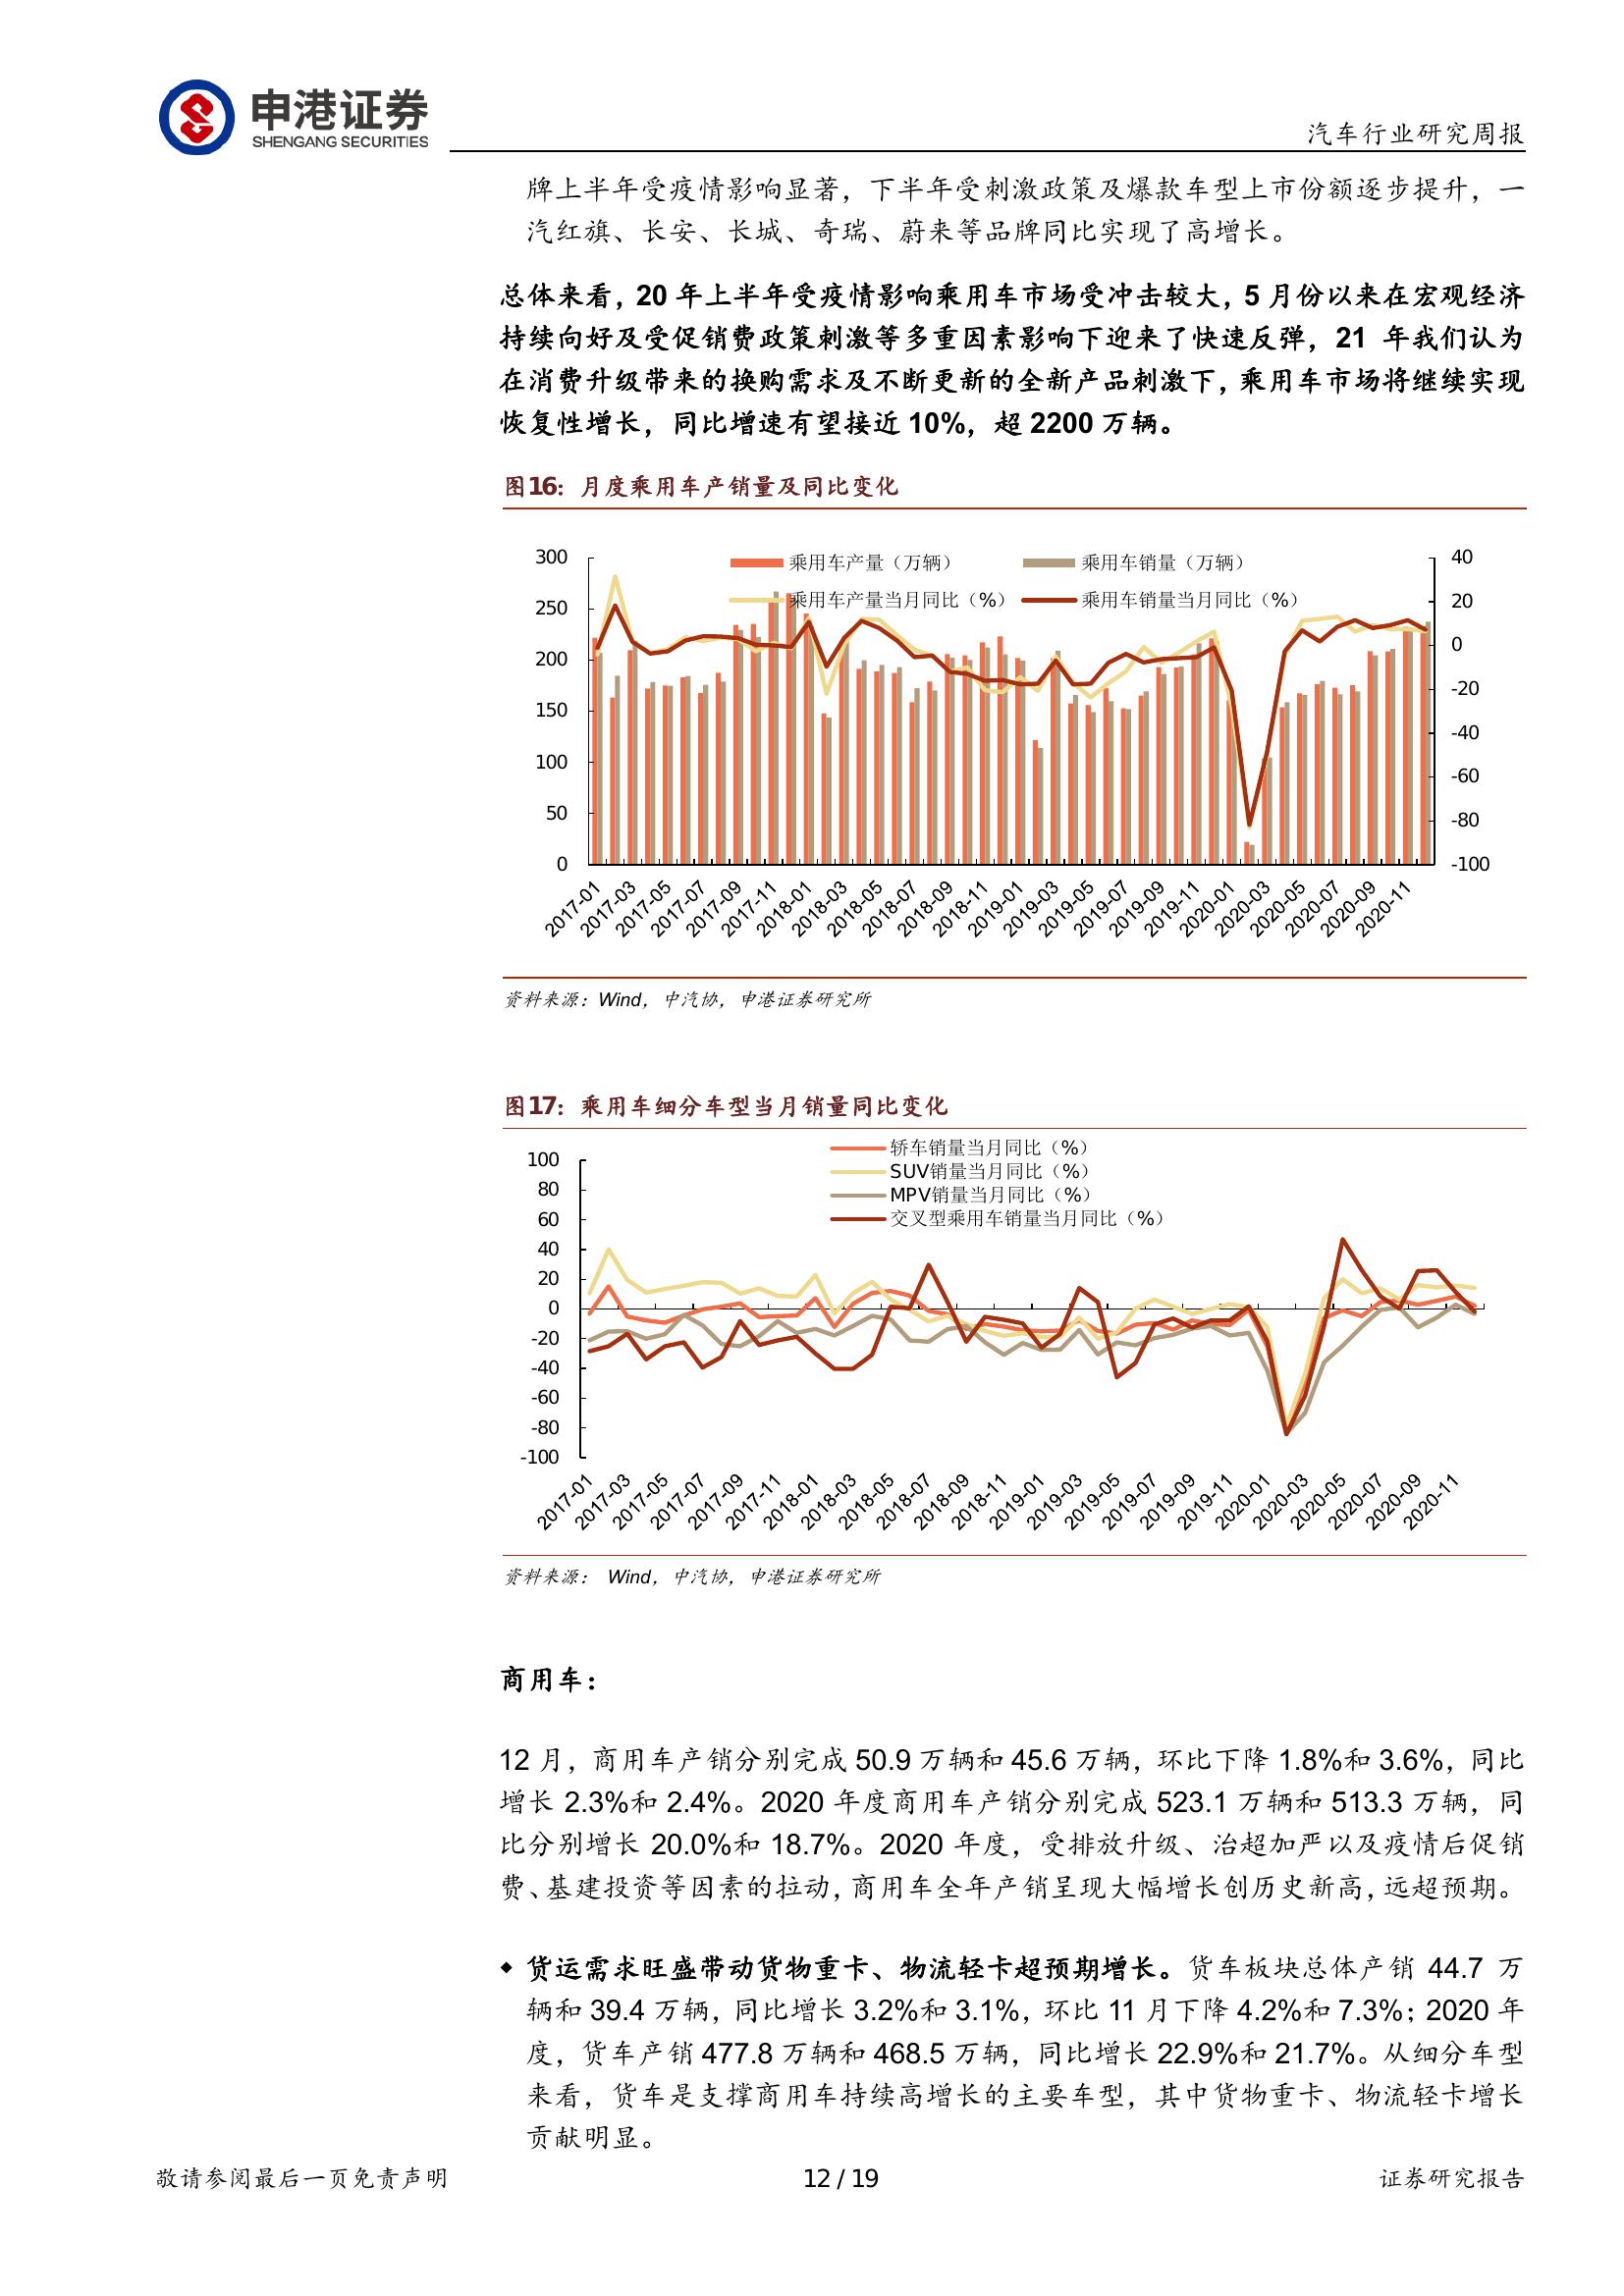 申港证券
SHENGANG SECURITIES
汽车行业研究周报
牌上半年受疫情影响显著，下半年受刺激政策及爆款车型上市份额逐步提升，一
汽红旗、长安、长城、奇瑞、蔚来等品牌同比实现了高增长。
总体来看，20 年上半年受疫情影响乘用车市场受冲击较大，5 月份以来在宏观经济
持续向好及受促销费政策刺激等多重因素影响下迎来了快速反弹，21 年我们认为
在消费升级带来的换购需求及不断更新的全新产品刺激下，乘用车市场将继续实现
恢复性增长，同比增速有望接近 10%，超 2200 万辆。
图16：月度乘用车产销量及同比变化
乘用车产量（万辆）
乘用车销量（万辆）
乘用车产量当月同比（%）
乘用车销量当月同比（%）
300
250
200
150
100
50
0
40
20
0
-20
-40
-60
-80
-100
2017-01
2017-03
2017-05
2017-07
2017-09
2017-11
2018-01
2018-03
2018-05
2018-07
2018-09
2018-11
2019-01
2019-03
2019-05
2019-07
2019-09
2019-11
2020-01
2020-03
2020-05
2020-07
2020-09
2020-11
资料来源：Wind，中汽协，申港证券研究所
图17：乘用车细分车型当月销量同比变化
轿车销量当月同比（%）
SUV销量当月同比（%）
MPV销量当月同比（%）
交叉型乘用车销量当月同比（%）
100
80
60
40
20
0
-20
-40
-60
-80
-100
2017-01
2017-03
2017-05
2017-07
2017-09
2017-11
2018-01
2018-03
2018-05
2018-07
2018-09
2018-11
2019-01
2019-03
2019-05
2019-07
2019-09
2019-11
2020-01
2020-03
2020-05
2020-07
2020-09
2020-11
资料来源： Wind，中汽协，申港证券研究所
商用车：
12 月，商用车产销分别完成 50.9 万辆和 45.6 万辆，环比下降 1.8%和 3.6%，同比
增长 2.3%和 2.4%。2020 年度商用车产销分别完成 523.1 万辆和 513.3 万辆，同
比分别增长 20.0%和 18.7%。2020 年度，受排放升级、治超加严以及疫情后促销
费、基建投资等因素的拉动，商用车全年产销呈现大幅增长创历史新高，远超预期。
◆ 货运需求旺盛带动货物重卡、物流轻卡超预期增长。货车板块总体产销 44.7 万
辆和 39.4 万辆，同比增长 3.2%和 3.1%，环比 11 月下降 4.2%和 7.3%；2020 年
度，货车产销 477.8 万辆和 468.5 万辆，同比增长 22.9%和 21.7%。从细分车型
来看，货车是支撑商用车持续高增长的主要车型，其中货物重卡、物流轻卡增长
贡献明显。
敬请参阅最后一页免责声明
12 / 19
证券研究报告